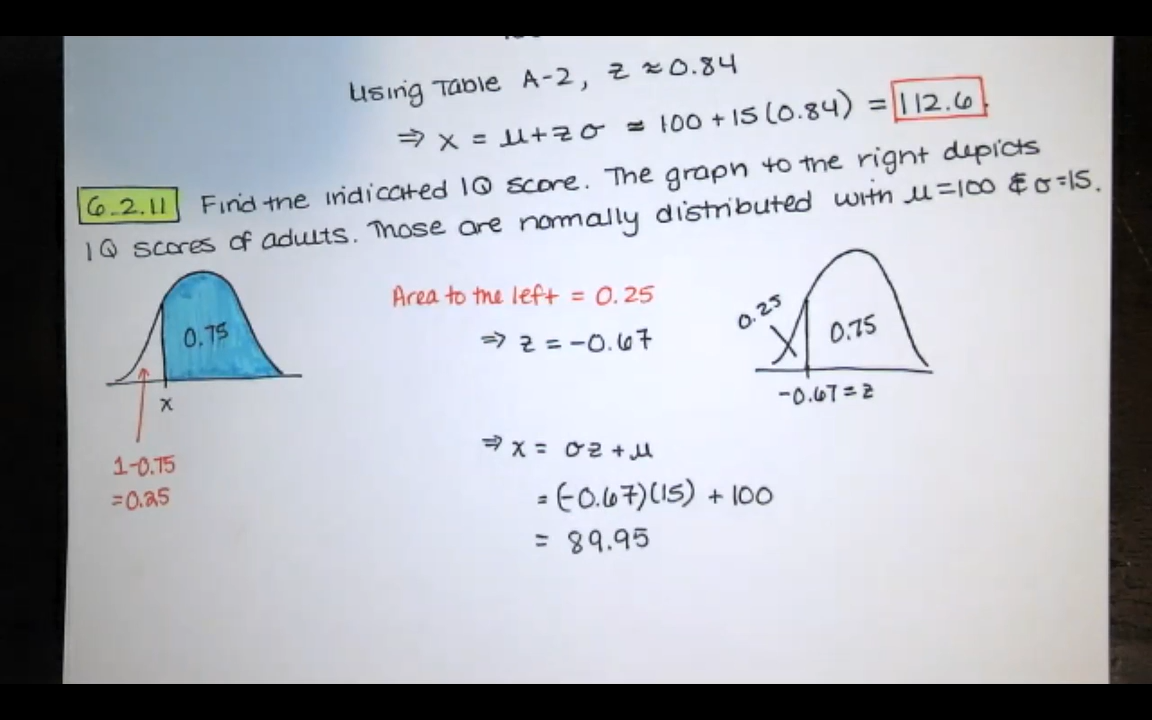 Using Table A-2, z ≈ 0.84
⇒ x = μ+zσ ≈ 100 + 15(0.84) = 112.6.
6.2.11 Find the indicated IQ score. The graph to the right depicts
IQ scores of adults. Those are normally distributed with μ=100 & σ=15.
0.75
x
1-0.75
=0.25
Area to the left = 0.25
⇒ z = -0.67
0.25
0.75
-0.67 = z
⇒ x = σz + μ
= (-0.67)(15) + 100
= 89.95